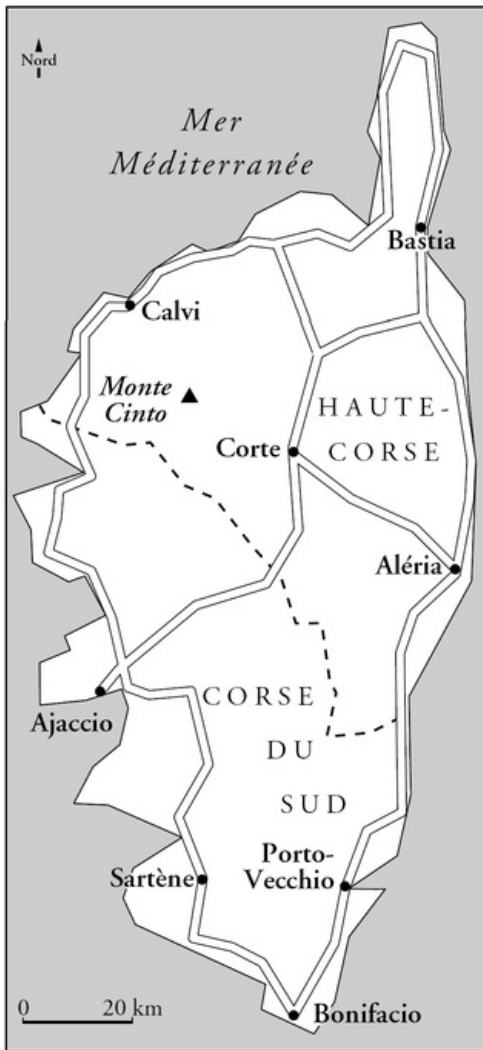 Nord
Mer
Méditerranée
Bastia
Calvi
Monte
Cinto
HAUTE-
CORSE
Corte
Aléria
CORSE
DU
SUD
Ajaccio
Porto-
Vecchio
Sartène
0 20 km
Bonifacio